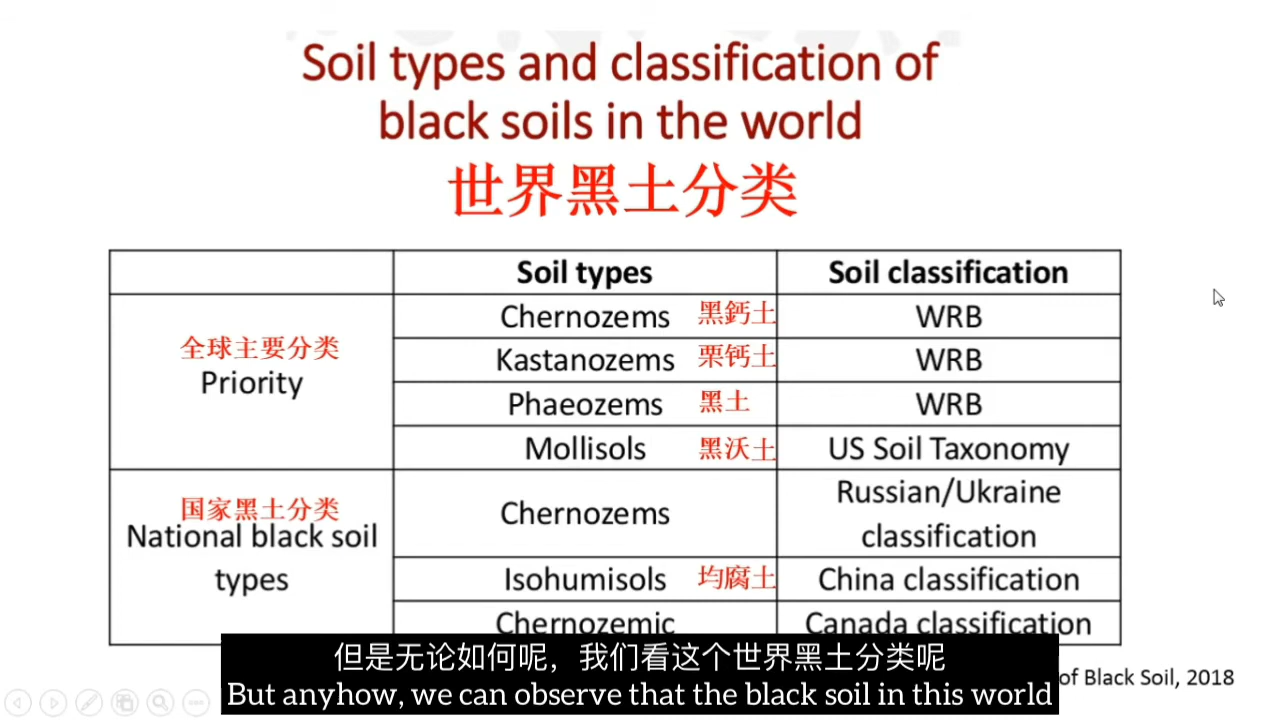 Soil types and classification of
black soils in the world
世界黑土分类
Soil types Soil classification
全球主要分类
Priority
Chernozems 黑鈣土 WRB
Kastanozems 栗钙土 WRB
Phaeozems 黑土 WRB
Mollisols 黑沃土 US Soil Taxonomy
国家黑土分类
National black soil
types
Chernozems Russian/Ukraine
classification
Isohumisols 均腐土 China classification
Chernozemic Canada classification
但是无论如何呢，我们看这个世界黑土分类呢
But anyhow, we can observe that the black soil in this world
of Black Soil, 2018